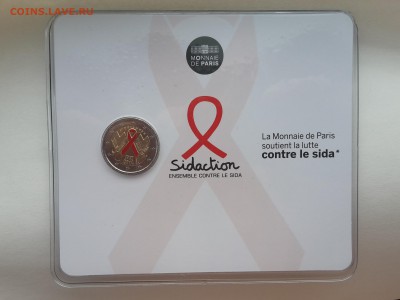 COINS.LAVE.RU
MONNAIE
DE PARIS
Sidaction
ENSEMBLE CONTRE LE SIDA
La Monnaie de Paris
soutient la lutte
contre le sida*